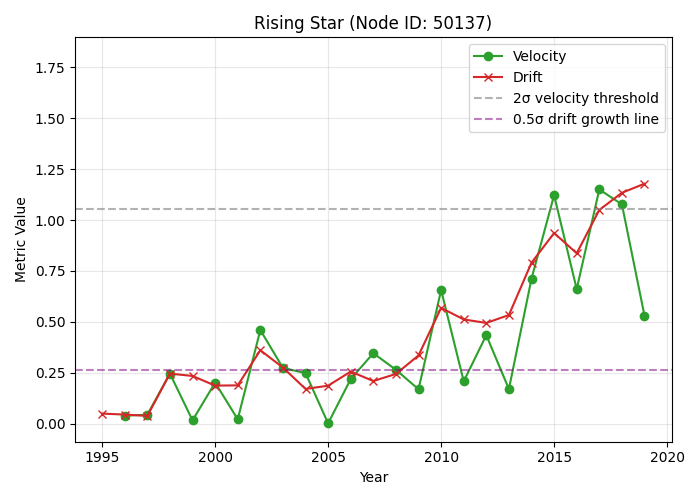 Rising Star (Node ID: 50137)
Velocity
Drift
2σ velocity threshold
0.5σ drift growth line
1.75
1.50
1.25
1.00
0.75
0.50
0.25
0.00
Metric Value
1995 2000 2005 2010 2015 2020
Year